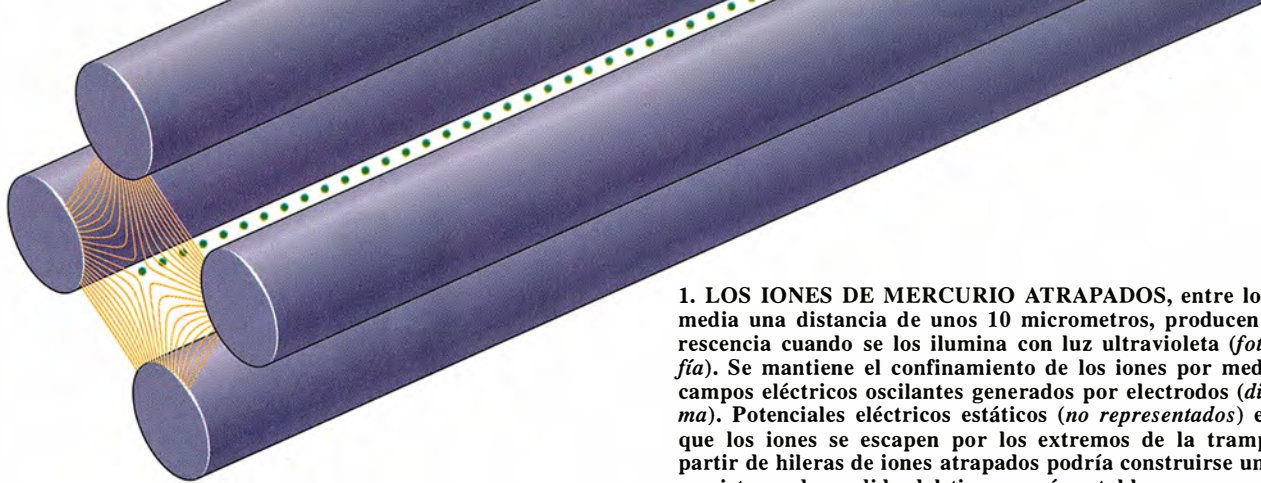 1. LOS IONES DE MERCURIO ATRAPADOS, entre lo
media una distancia de unos 10 micrometros, producen
rescencia cuando se los ilumina con luz ultravioleta (fot
fía). Se mantiene el confinamiento de los iones por med
campos eléctricos oscilantes generados por electrodos (di
ma). Potenciales eléctricos estáticos (no representados) e
que los iones se escapen por los extremos de la tramp
partir de hileras de iones atrapados podría construirse un